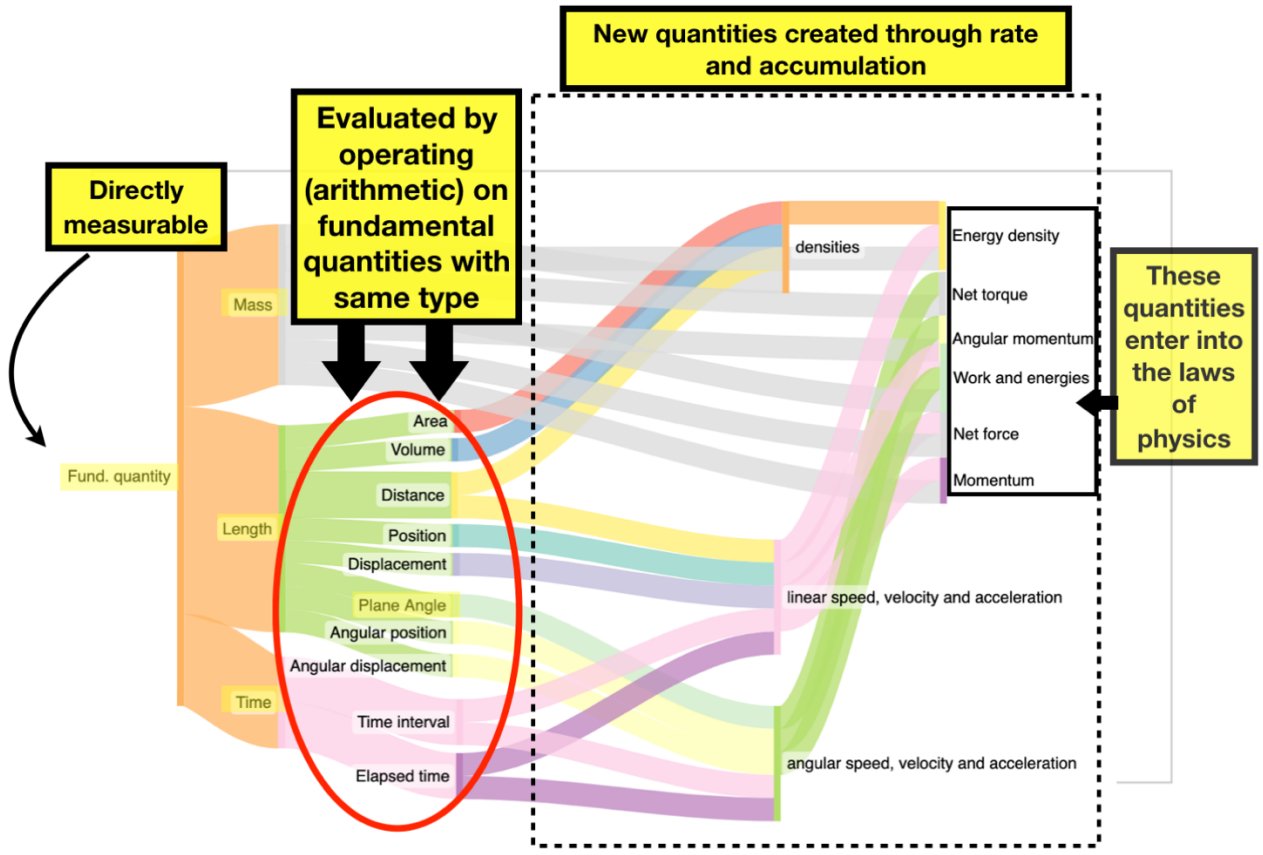 New quantities created through rate
and accumulation
Evaluated by
operating
(arithmetic) on
fundamental
quantities with
same type
Directly
measurable
These
quantities
enter into
the laws
of
physics
Fund. quantity
Mass
Length
Time
Area
Volume
Distance
Position
Displacement
Plane Angle
Angular position
Angular displacement
Time interval
Elapsed time
densities
linear speed, velocity and acceleration
angular speed, velocity and acceleration
Energy density
Net torque
Angular momentum
Work and energies
Net force
Momentum